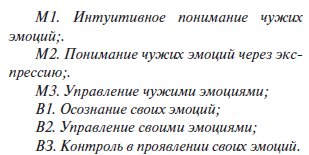 М1. Интуитивное понимание чужих
эмоций;.
М2. Понимание чужих эмоций через экс-
прессию;.
М3. Управление чужими эмоциями;
В1. Осознание своих эмоций;
В2. Управление своими эмоциями;
В3. Контроль в проявлении своих эмоций.